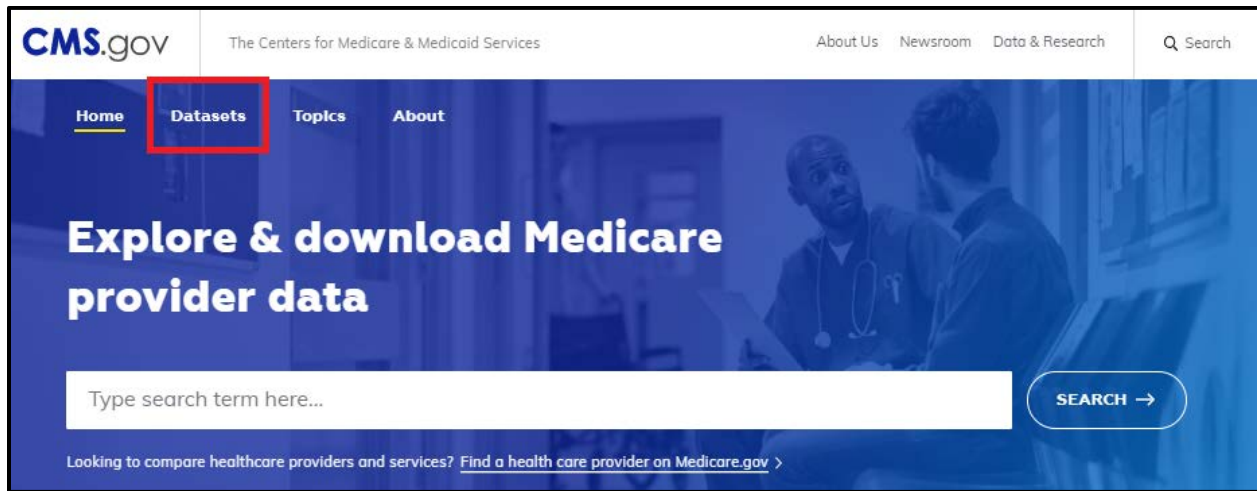 CMS.gov
The Centers for Medicare & Medicaid Services
About Us Newsroom Data & Research
Search
Home Datasets Topics About
Explore & download Medicare
provider data
Type search term here...
SEARCH →
Looking to compare healthcare providers and services? Find a health care provider on Medicare.gov >